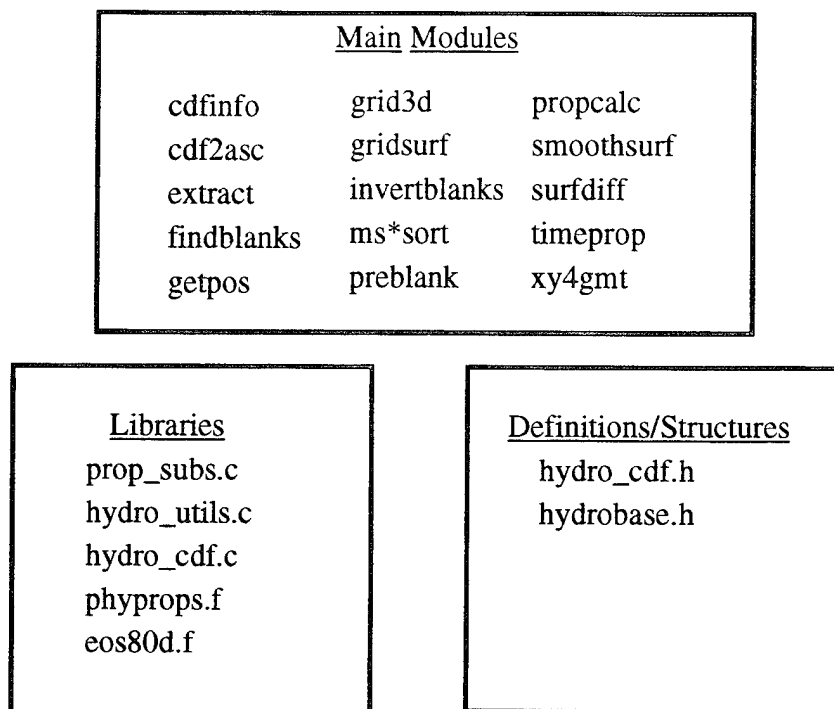 Main Modules
cdfinfo grid3d propcalc
cdf2asc gridsurf smoothsurf
extract invertblanks surfdiff
findblanks ms*sort timeprop
getpos preblank xy4gmt
Libraries
prop_subs.c
hydro_utils.c
hydro_cdf.c
phyprops.f
eos80d.f
Definitions/Structures
hydro_cdf.h
hydrobase.h